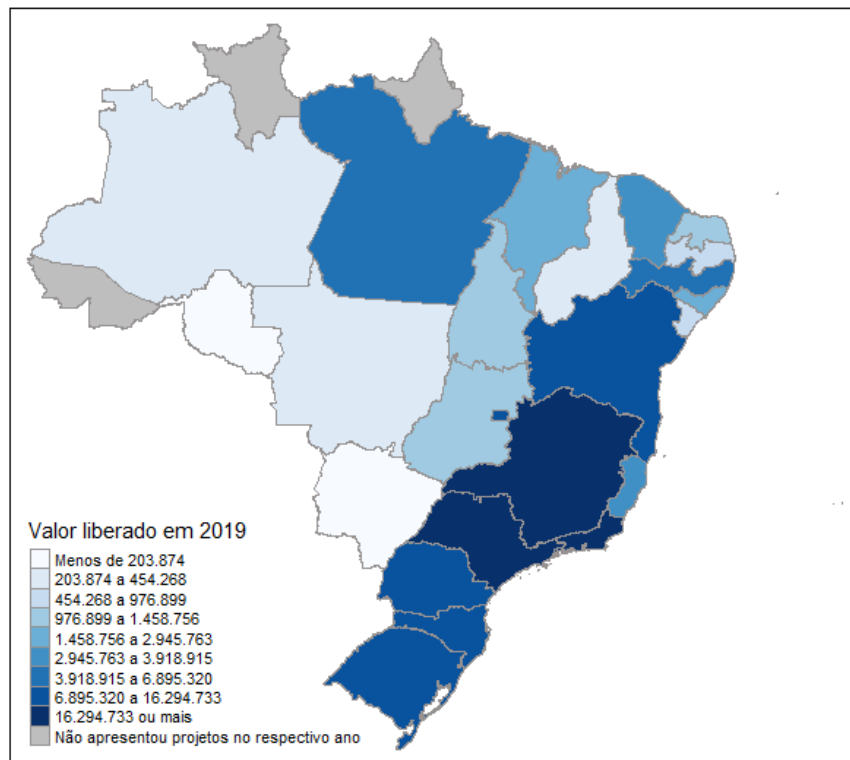 Valor liberado em 2019
Menos de 203.874
203.874 a 454.268
454.268 a 976.899
976.899 a 1.458.756
1.458.756 a 2.945.763
2.945.763 a 3.918.915
3.918.915 a 6.895.320
6.895.320 a 16.294.733
16.294.733 ou mais
Não apresentou projetos no respectivo ano